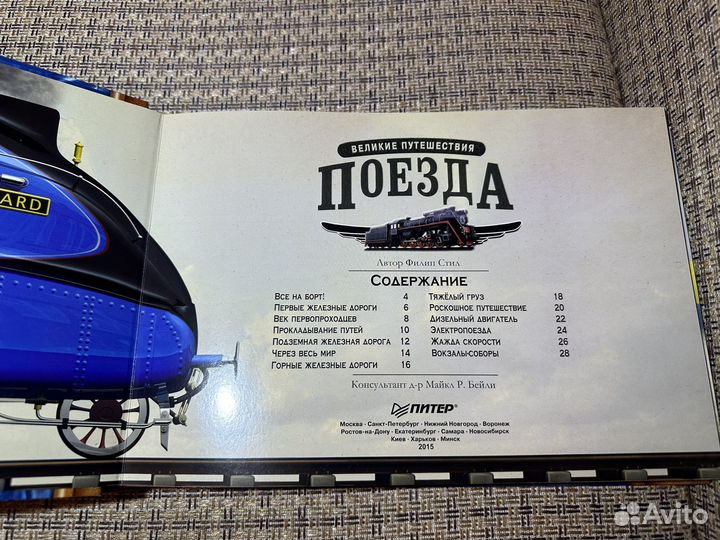 ARD
ВЕЛИКИЕ ПУТЕШЕСТВИЯ
ПОЕЗДА
Автор Филип Стил
СОДЕРЖАНИЕ
ВСЕ НА БОРТ! 4
ПЕРВЫЕ ЖЕЛЕЗНЫЕ ДОРОГИ 6
ВЕК ПЕРВОПРОХОДЦЕВ 8
ПРОКЛАДЫВАНИЕ ПУТЕЙ 10
ПОДЗЕМНАЯ ЖЕЛЕЗНАЯ ДОРОГА 12
ЧЕРЕЗ ВЕСЬ МИР 14
ГОРНЫЕ ЖЕЛЕЗНЫЕ ДОРОГИ 16
ТЯЖЁЛЫЙ ГРУЗ 18
РОСКОШНОЕ ПУТЕШЕСТВИЕ 20
ДИЗЕЛЬНЫЙ ДВИГАТЕЛЬ 22
ЭЛЕКТРОПОЕЗДА 24
ЖАЖДА СКОРОСТИ 26
ВОКЗАЛЫ-СОБОРЫ 28
Консультант д-р Майкл Р. Бейли
ПИТЕР®
Москва · Санкт-Петербург · Нижний Новгород · Воронеж
Ростов-на-Дону · Екатеринбург · Самара · Новосибирск
Киев · Харьков · Минск
2015
Avito